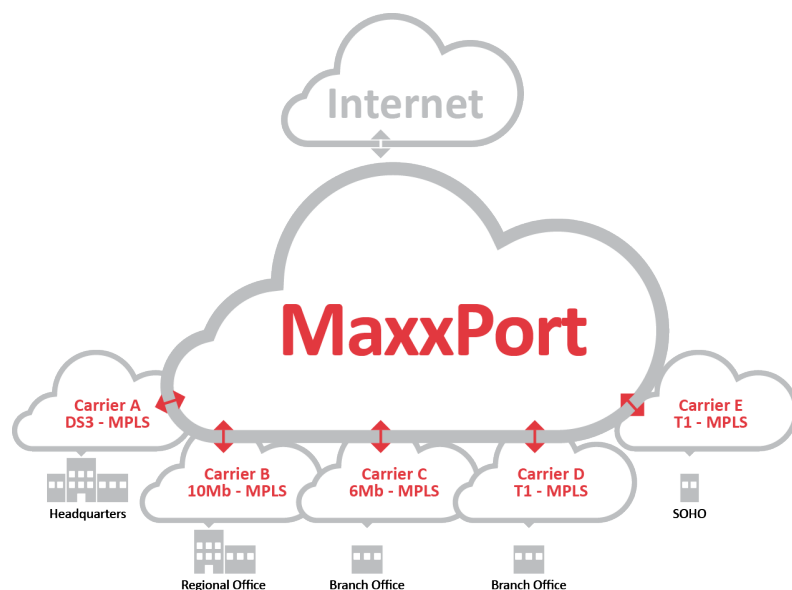 Internet
MaxxPort
Carrier A
DS3 - MPLS
Headquarters
Carrier B
10Mb - MPLS
Regional Office
Carrier C
6Mb - MPLS
Branch Office
Carrier D
T1 - MPLS
Branch Office
Carrier E
T1 - MPLS
SOHO